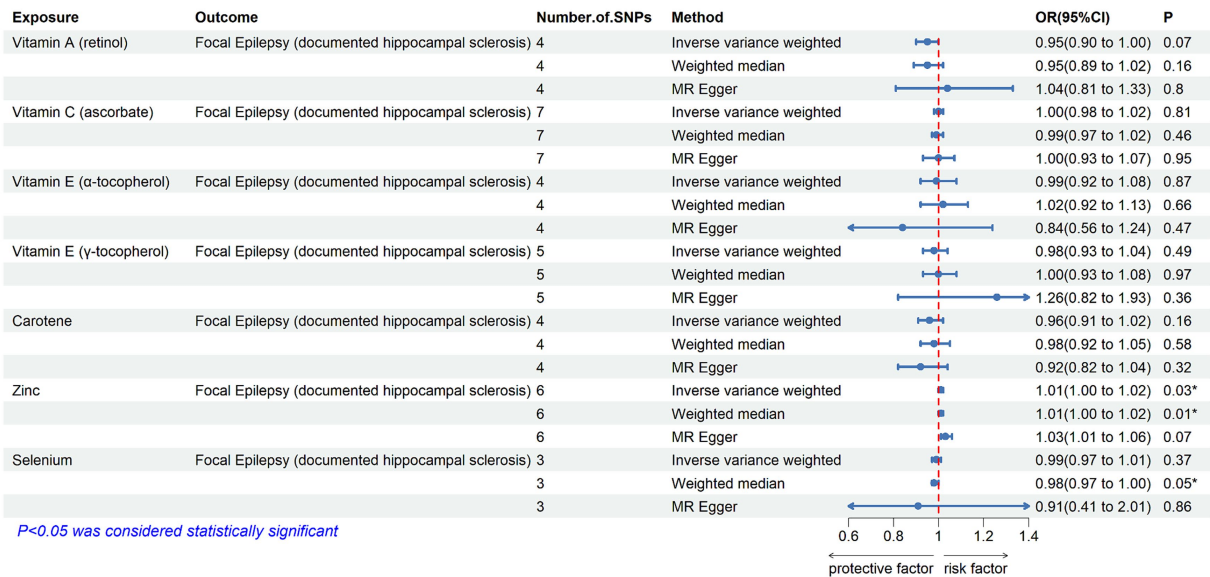 Exposure Outcome Number.of.SNPs Method OR(95%CI) P
Vitamin A (retinol) Focal Epilepsy (documented hippocampal sclerosis) 4 Inverse variance weighted 0.95(0.90 to 1.00) 0.07
4 Weighted median 0.95(0.89 to 1.02) 0.16
4 MR Egger 1.04(0.81 to 1.33) 0.8
Vitamin C (ascorbate) Focal Epilepsy (documented hippocampal sclerosis) 7 Inverse variance weighted 1.00(0.98 to 1.02) 0.81
7 Weighted median 0.99(0.97 to 1.02) 0.46
7 MR Egger 1.00(0.93 to 1.07) 0.95
Vitamin E (α-tocopherol) Focal Epilepsy (documented hippocampal sclerosis) 4 Inverse variance weighted 0.99(0.92 to 1.08) 0.87
4 Weighted median 1.02(0.92 to 1.13) 0.66
4 MR Egger 0.84(0.56 to 1.24) 0.47
Vitamin E (γ-tocopherol) Focal Epilepsy (documented hippocampal sclerosis) 5 Inverse variance weighted 0.98(0.93 to 1.04) 0.49
5 Weighted median 1.00(0.93 to 1.08) 0.97
5 MR Egger 1.26(0.82 to 1.93) 0.36
Carotene Focal Epilepsy (documented hippocampal sclerosis) 4 Inverse variance weighted 0.96(0.91 to 1.02) 0.16
4 Weighted median 0.98(0.92 to 1.05) 0.58
4 MR Egger 0.92(0.82 to 1.04) 0.32
Zinc Focal Epilepsy (documented hippocampal sclerosis) 6 Inverse variance weighted 1.01(1.00 to 1.02) 0.03*
6 Weighted median 1.01(1.00 to 1.02) 0.01*
6 MR Egger 1.03(1.01 to 1.06) 0.07
Selenium Focal Epilepsy (documented hippocampal sclerosis) 3 Inverse variance weighted 0.99(0.97 to 1.01) 0.37
3 Weighted median 0.98(0.97 to 1.00) 0.05*
3 MR Egger 0.91(0.41 to 2.01) 0.86
P<0.05 was considered statistically significant
0.6 0.8 1 1.2 1.4
protective factor risk factor